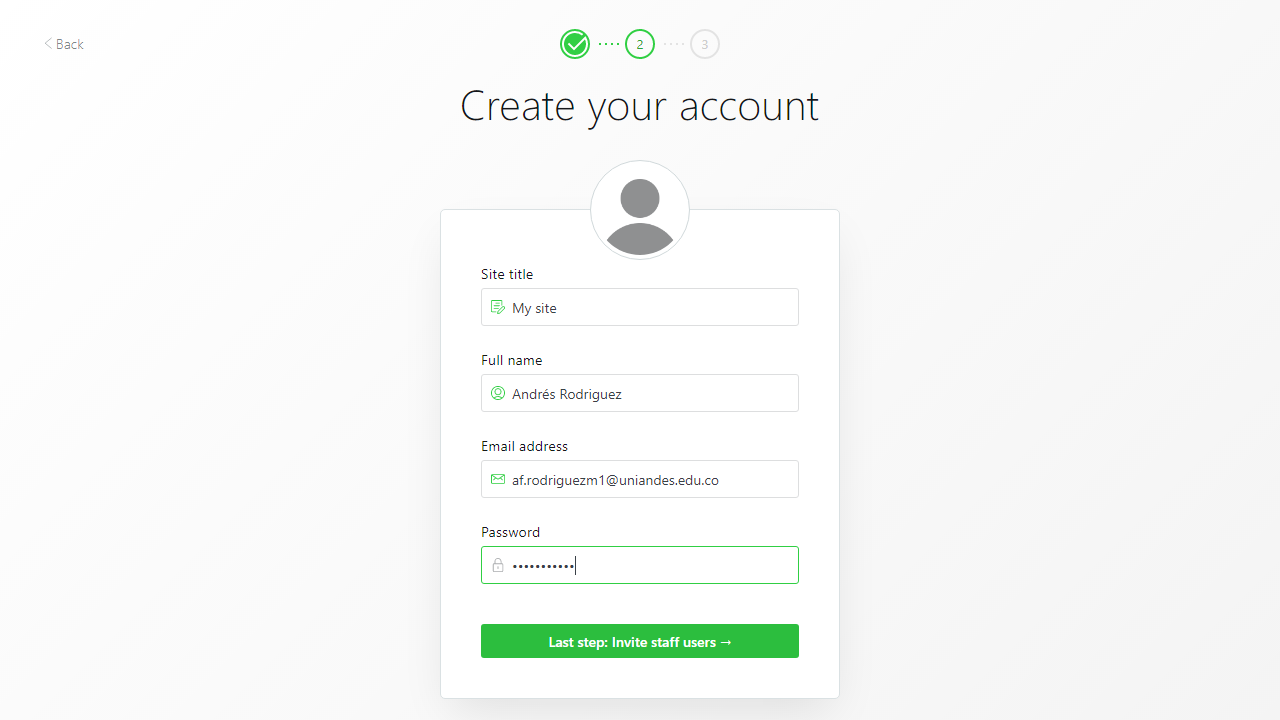 Back
2
3
Create your account
Site title
My site
Full name
Andrés Rodriguez
Email address
af.rodriguezm1@uniandes.edu.co
Password
•••••••••••
Last step: Invite staff users →